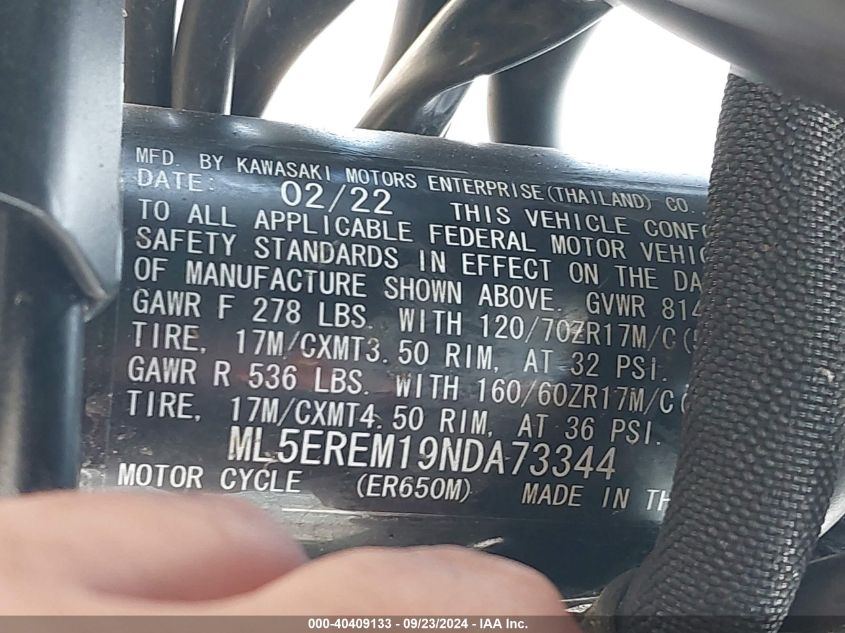 MFD. BY KAWASAKI MOTORS ENTERPRISE(THAILAND) CO.
DATE: 02/22 THIS VEHICLE CONF
TO ALL APPLICABLE FEDERAL MOTOR VEHIC
SAFETY STANDARDS IN EFFECT ON THE DA
OF MANUFACTURE SHOWN ABOVE. GVWR 814
GAWR F 278 LBS. WITH 120/70ZR17M/C(
TIRE, 17M/CXMT3.50 RIM, AT 32 PSI.
GAWR R 536 LBS. WITH 160/60ZR17M/C(
TIRE, 17M/CXMT4.50 RIM, AT 36 PSI.
ML5EREM19NDA73344
MOTOR CYCLE (ER650M) MADE IN TH
000-40409133 - 09/23/2024 - IAA Inc.